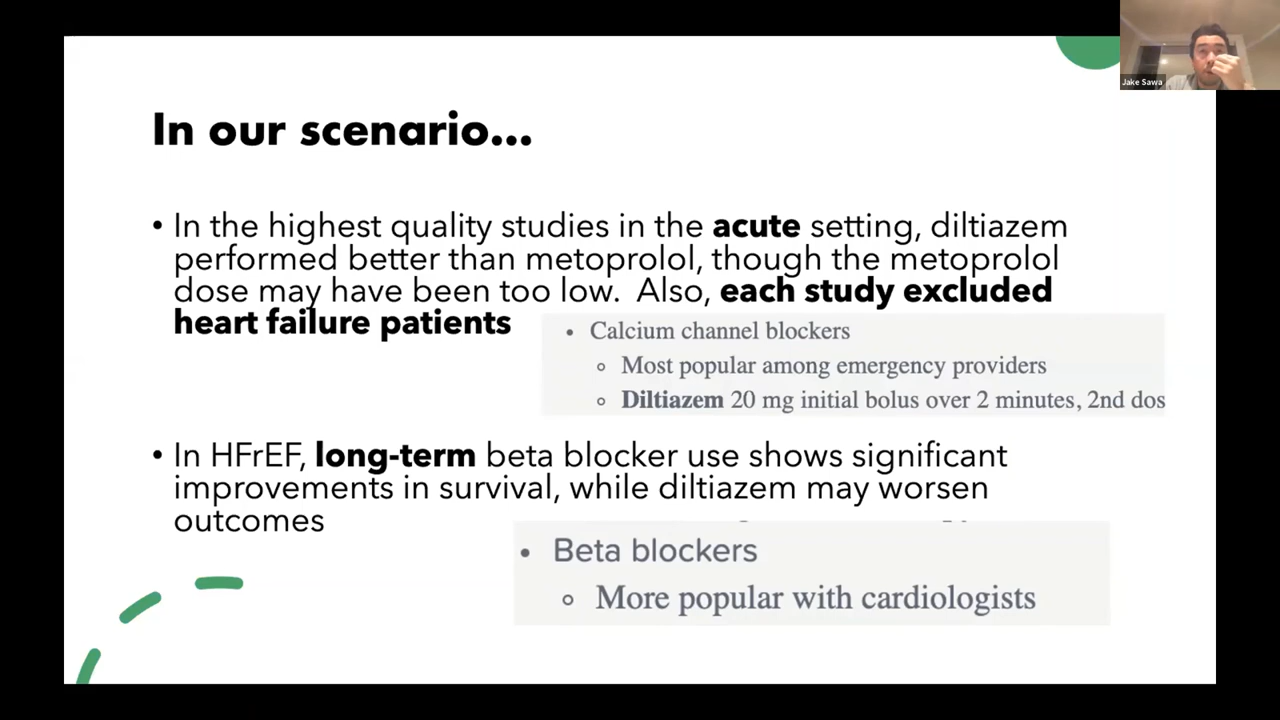 Jake Sawa
In our scenario...
• In the highest quality studies in the acute setting, diltiazem
performed better than metoprolol, though the metoprolol
dose may have been too low.  Also, each study excluded
heart failure patients
• Calcium channel blockers
○ Most popular among emergency providers
○ Diltiazem 20 mg initial bolus over 2 minutes, 2nd dos
• In HFrEF, long-term beta blocker use shows significant
improvements in survival, while diltiazem may worsen
outcomes
• Beta blockers
○ More popular with cardiologists